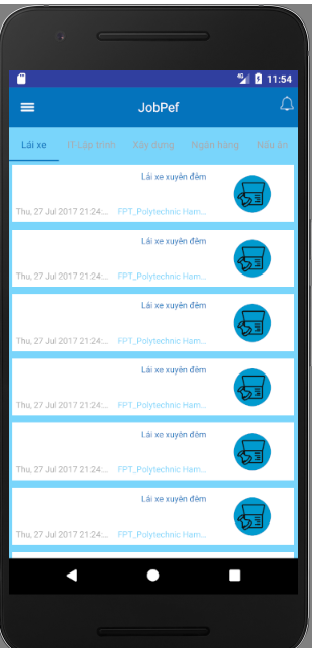 4G 11:54
JobPef
Lái xe IT-Lập trình Xây dựng Ngân hàng Nấu ăn
Lái xe xuyên đêm
Thu, 27 Jul 2017 21:24:... FPT_Polytechnic Ham...
Lái xe xuyên đêm
Thu, 27 Jul 2017 21:24:... FPT_Polytechnic Ham...
Lái xe xuyên đêm
Thu, 27 Jul 2017 21:24:... FPT_Polytechnic Ham...
Lái xe xuyên đêm
Thu, 27 Jul 2017 21:24:... FPT_Polytechnic Ham...
Lái xe xuyên đêm
Thu, 27 Jul 2017 21:24:... FPT_Polytechnic Ham...
Lái xe xuyên đêm
Thu, 27 Jul 2017 21:24:... FPT_Polytechnic Ham...